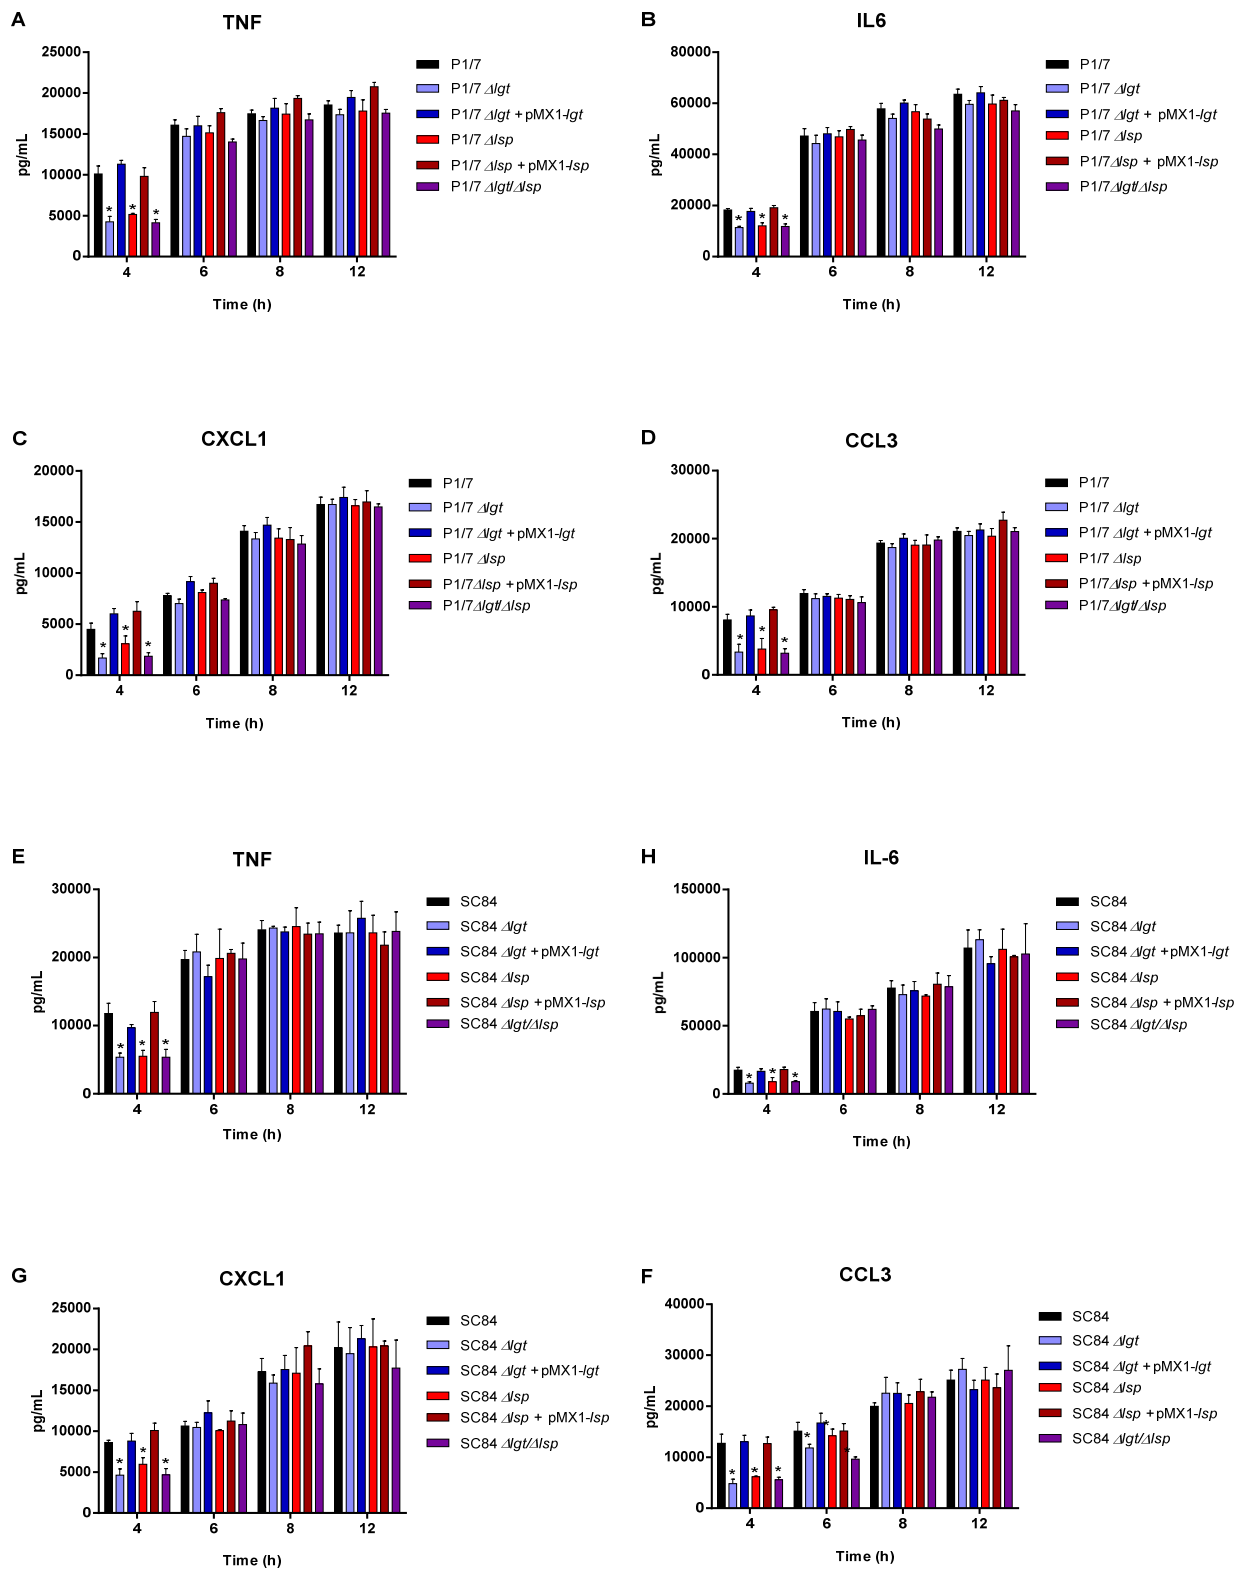 A
TNF
25000
20000
15000
10000
5000
0
pg/mL
4 6 8 12
Time (h)
P1/7
P1/7 Δlgt
P1/7 Δlgt + pMX1-lgt
P1/7 Δlsp
P1/7 Δlsp + pMX1-lsp
P1/7 Δlgt/Δlsp
* * *
B
IL6
80000
60000
40000
20000
0
pg/mL
4 6 8 12
Time (h)
P1/7
P1/7 Δlgt
P1/7 Δlgt + pMX1-lgt
P1/7 Δlsp
P1/7Δlsp + pMX1-lsp
P1/7Δlgt/Δlsp
* * *
C
CXCL1
20000
15000
10000
5000
0
pg/mL
4 6 8 12
Time (h)
P1/7
P1/7 Δlgt
P1/7 Δlgt + pMX1-lgt
P1/7 Δlsp
P1/7Δlsp + pMX1-lsp
P1/7Δlgt/Δlsp
* * *
D
CCL3
30000
20000
10000
0
pg/mL
4 6 8 12
Time (h)
P1/7
P1/7 Δlgt
P1/7 Δlgt + pMX1-lgt
P1/7 Δlsp
P1/7Δlsp + pMX1-lsp
P1/7Δlgt/Δlsp
* * *
E
TNF
30000
20000
10000
0
pg/mL
4 6 8 12
Time (h)
SC84
SC84 Δlgt
SC84 Δlgt + pMX1-lgt
SC84 Δlsp
SC84 Δlsp + pMX1-lsp
SC84 Δlgt/Δlsp
* * *
H
IL-6
150000
100000
50000
0
pg/mL
4 6 8 12
Time (h)
SC84
SC84 Δlgt
SC84 Δlgt + pMX1-lgt
SC84 Δlsp
SC84 Δlsp + pMX1-lsp
SC84 Δlgt/Δlsp
* * *
G
CXCL1
25000
20000
15000
10000
5000
0
pg/mL
4 6 8 12
Time (h)
SC84
SC84 Δlgt
SC84 Δlgt + pMX1-lgt
SC84 Δlsp
SC84 Δlsp + pMX1-lsp
SC84 Δlgt/Δlsp
* * *
F
CCL3
40000
30000
20000
10000
0
pg/mL
4 6 8 12
Time (h)
SC84
SC84 Δlgt
SC84 Δlgt + pMX1-lgt
SC84 Δlsp
SC84 Δlsp + pMX1-lsp
SC84 Δlgt/Δlsp
* * * * * *